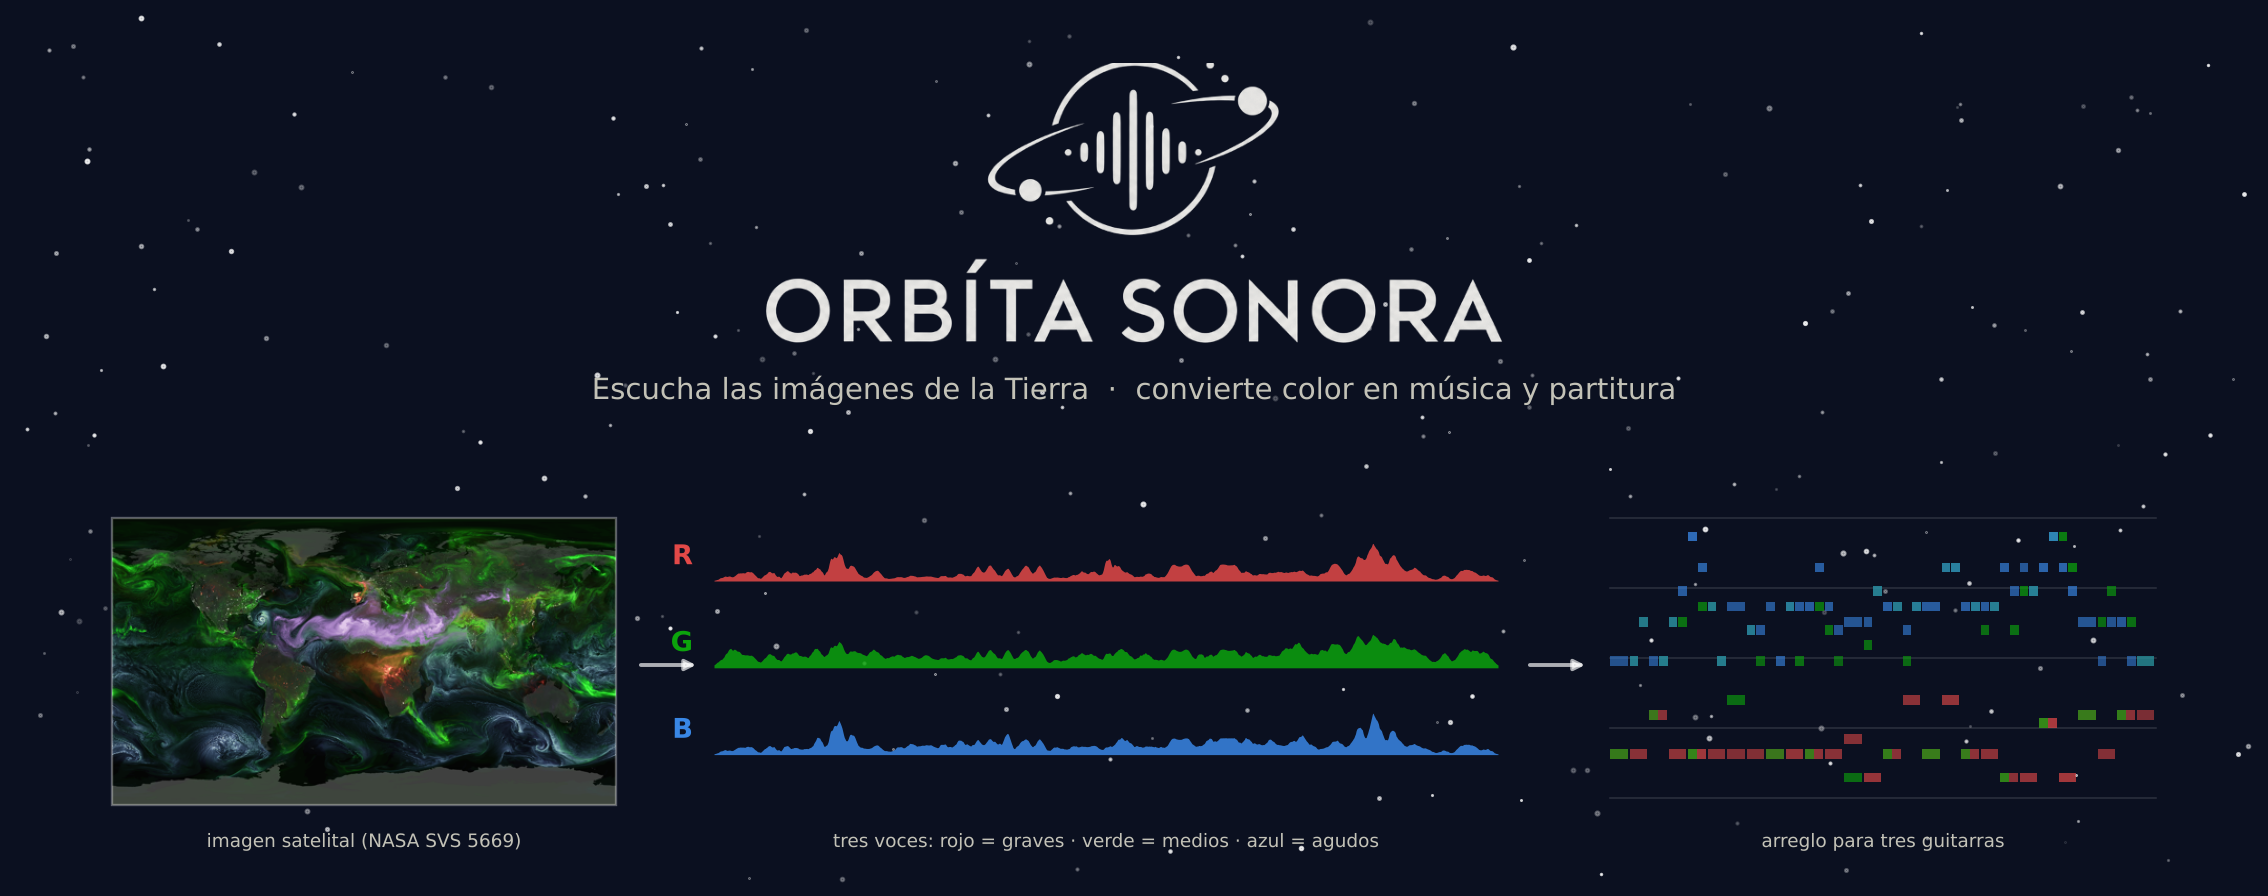 ORBÍTA SONORA
Escucha las imágenes de la Tierra · convierte color en música y partitura
R
G
B
imagen satelital (NASA SVS 5669)
tres voces: rojo = graves · verde = medios · azul = agudos
arreglo para tres guitarras